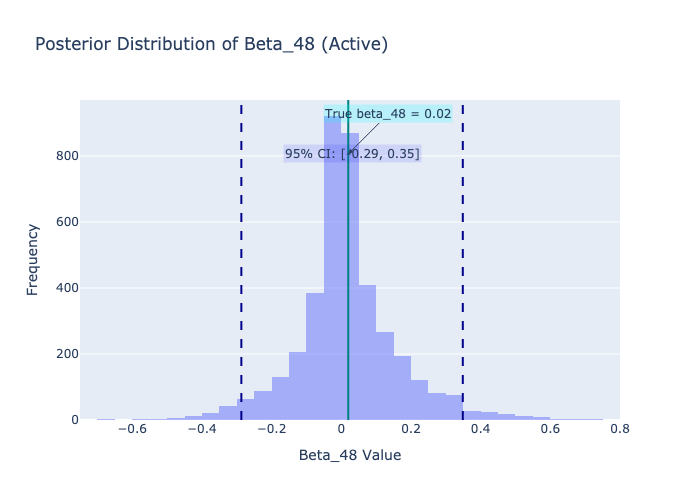 Posterior Distribution of Beta_48 (Active)
True beta_48 = 0.02
95% CI: [-0.29, 0.35]
800
600
400
200
0
Frequency
−0.6 −0.4 −0.2 0 0.2 0.4 0.6 0.8
Beta_48 Value